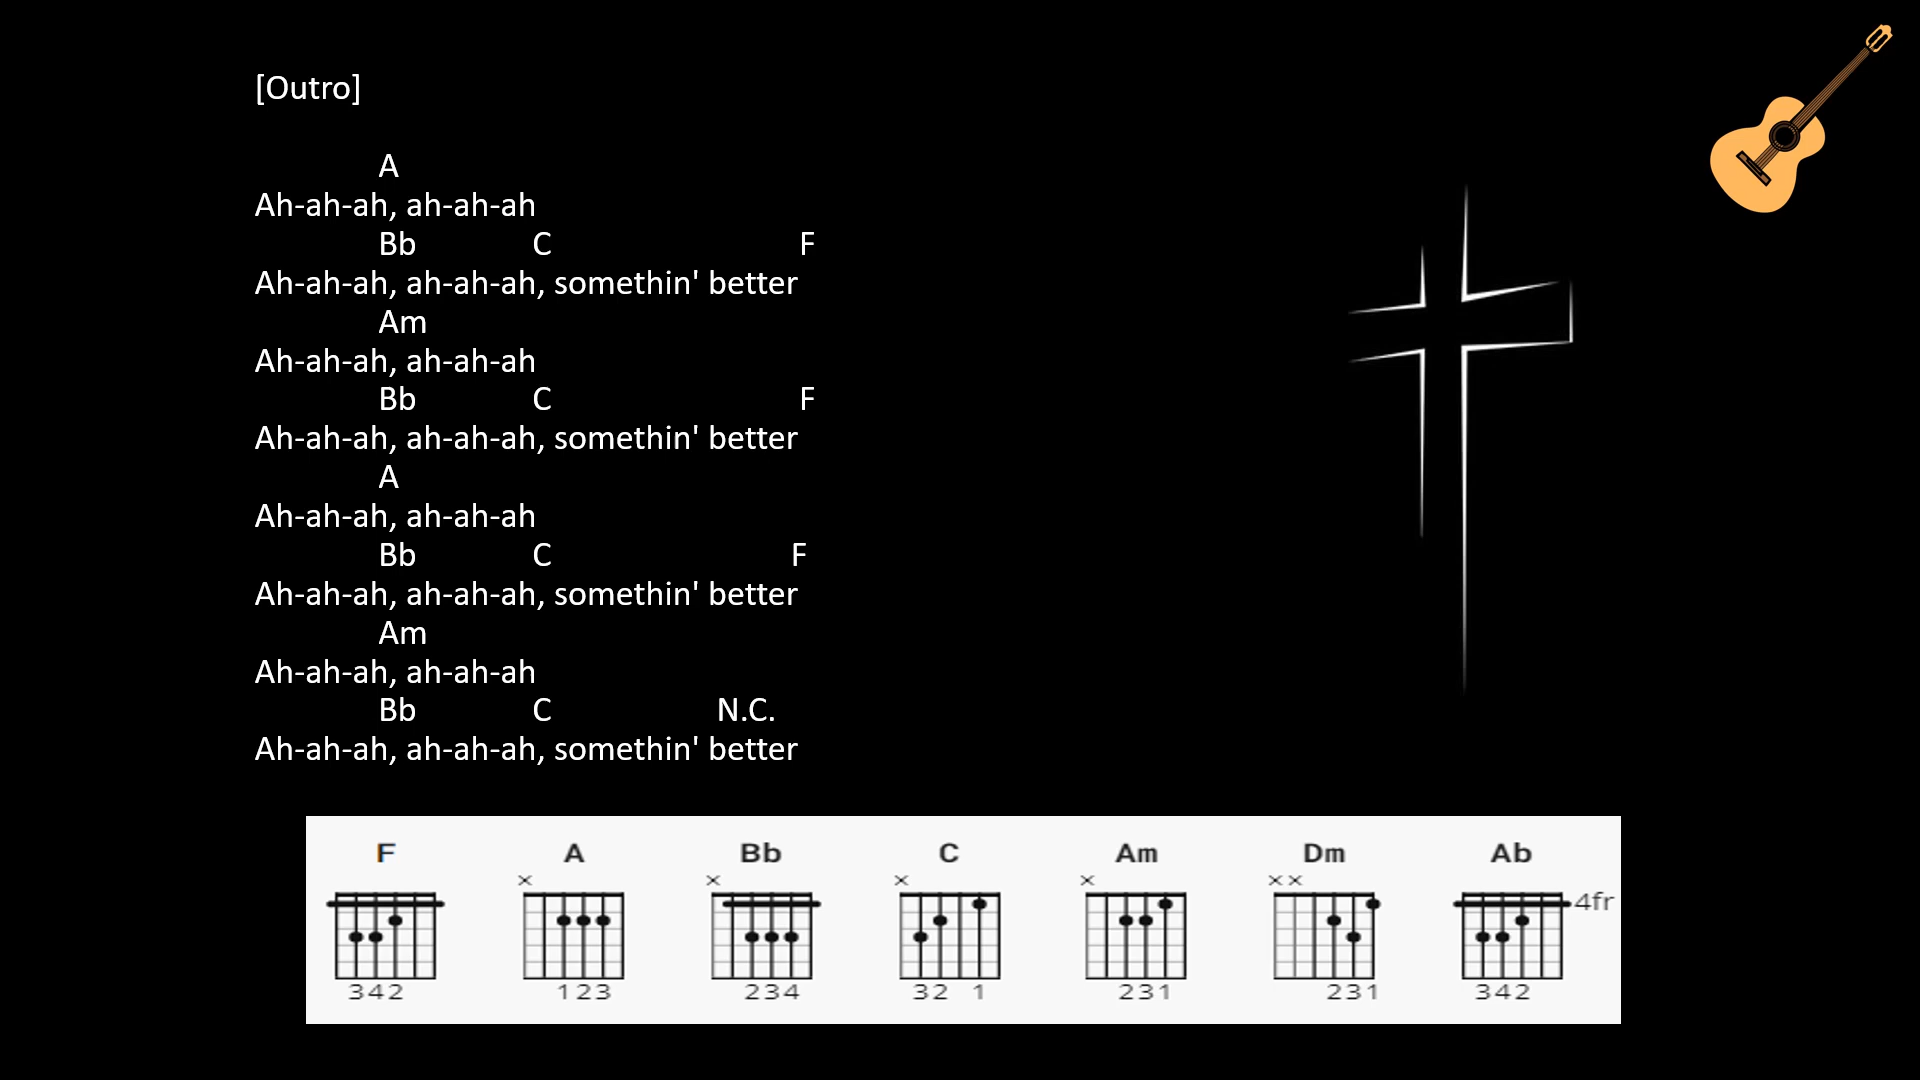 [Outro]
A
Ah-ah-ah, ah-ah-ah
Bb C F
Ah-ah-ah, ah-ah-ah, somethin' better
Am
Ah-ah-ah, ah-ah-ah
Bb C F
Ah-ah-ah, ah-ah-ah, somethin' better
A
Ah-ah-ah, ah-ah-ah
Bb C F
Ah-ah-ah, ah-ah-ah, somethin' better
Am
Ah-ah-ah, ah-ah-ah
Bb C N.C.
Ah-ah-ah, ah-ah-ah, somethin' better
F A Bb C Am Dm Ab
× × × × ××
4fr
342 123 234 32 1 231 231 342